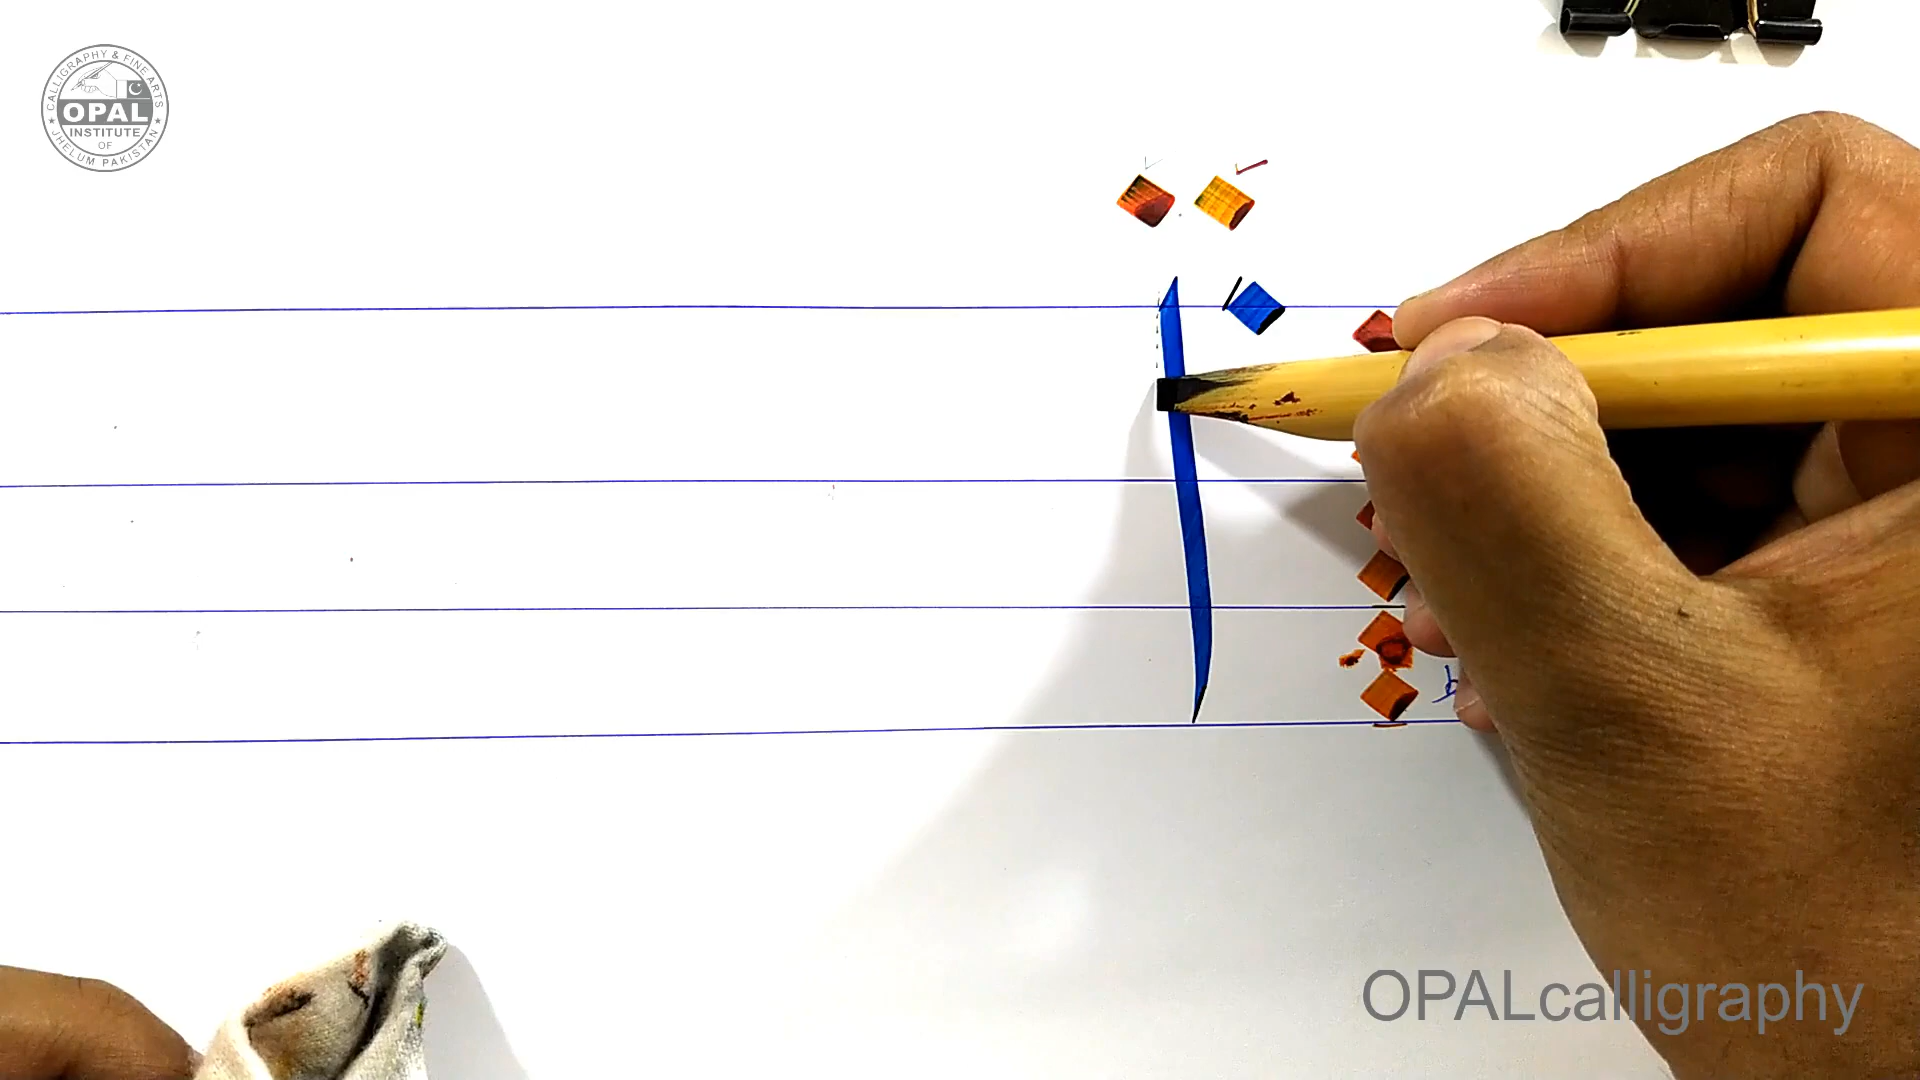 CALLIGRAPHY & FINE ARTS
OPAL
INSTITUTE
OF
JHELUM PAKISTAN
OPALcalligraphy